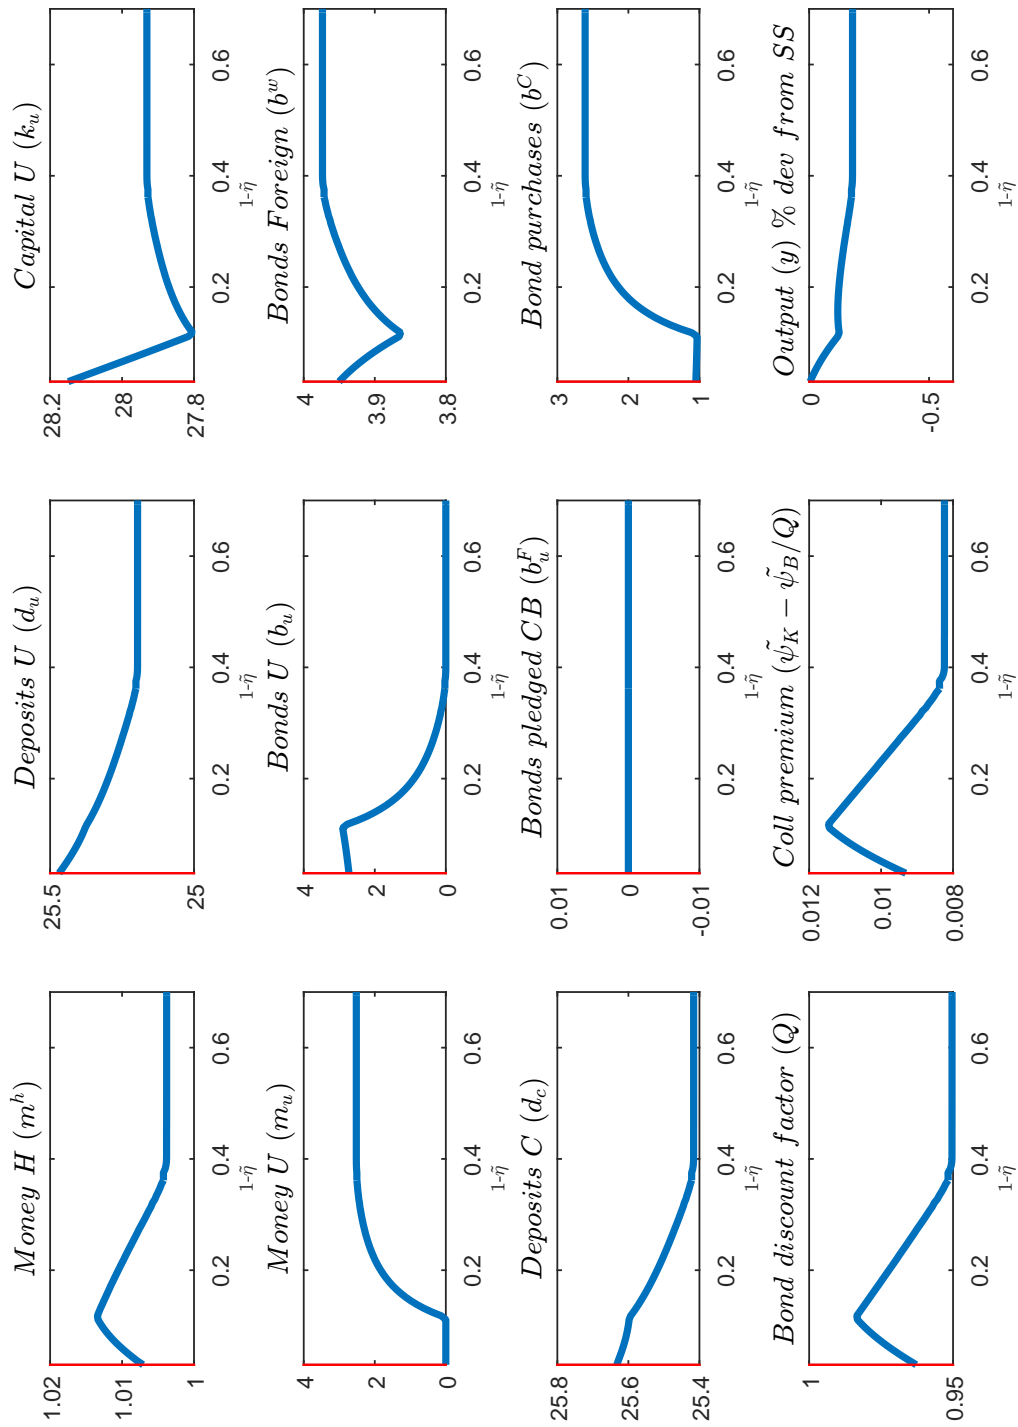 Money H (m^h)
1.02
1.01
1
0.2 0.4 0.6
1-η̃
Deposits U (d_u)
25.5
25
0.2 0.4 0.6
1-η̃
Capital U (k_u)
28.2
28
27.8
0.2 0.4 0.6
1-η̃
Money U (m_u)
4
2
0
0.2 0.4 0.6
1-η̃
Bonds U (b_u)
4
2
0
0.2 0.4 0.6
1-η̃
Bonds Foreign (b^w)
4
3.9
3.8
0.2 0.4 0.6
1-η̃
Deposits C (d_c)
25.8
25.6
25.4
0.2 0.4 0.6
1-η̃
Bonds pledged CB (b_u^F)
0.01
0
-0.01
0.2 0.4 0.6
1-η̃
Bond purchases (b^C)
3
2
1
0.2 0.4 0.6
1-η̃
Bond discount factor (Q)
1
0.95
0.2 0.4 0.6
1-η̃
Coll premium (ψ̃_K − ψ̃_B/Q)
0.012
0.01
0.008
0.2 0.4 0.6
1-η̃
Output (y) % dev from SS
0
-0.5
0.2 0.4 0.6
1-η̃